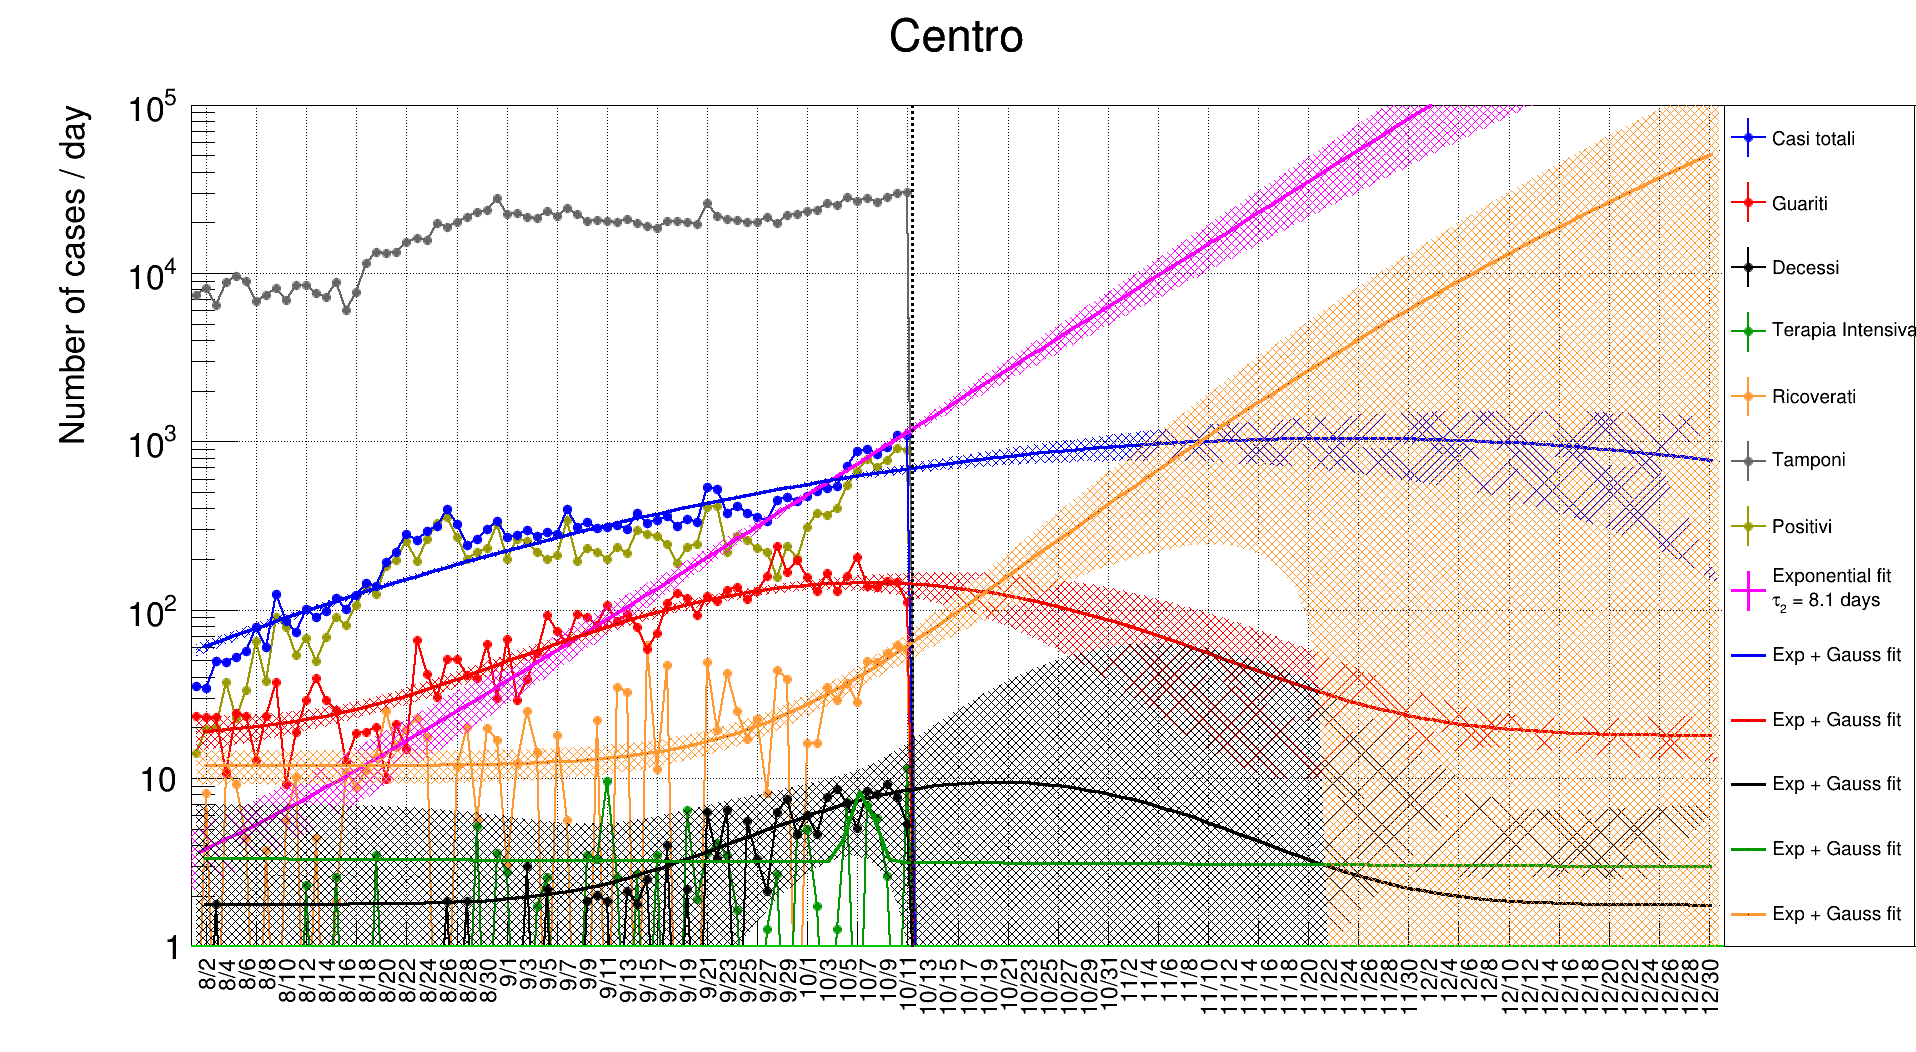 Centro
Number of cases / day
10^5
10^4
10^3
10^2
10
1
8/2 8/4 8/6 8/8 8/10 8/12 8/14 8/16 8/18 8/20 8/22 8/24 8/26 8/28 8/30 9/1 9/3 9/5 9/7 9/9 9/11 9/13 9/15 9/17 9/19 9/21 9/23 9/25 9/27 9/29 10/1 10/3 10/5 10/7 10/9 10/11 10/13 10/15 10/17 10/19 10/21 10/23 10/25 10/27 10/29 10/31 11/2 11/4 11/6 11/8 11/10 11/12 11/14 11/16 11/18 11/20 11/22 11/24 11/26 11/28 11/30 12/2 12/4 12/6 12/8 12/10 12/12 12/14 12/16 12/18 12/20 12/22 12/24 12/26 12/28 12/30
Casi totali
Guariti
Decessi
Terapia Intensiva
Ricoverati
Tamponi
Positivi
Exponential fit
τ2 = 8.1 days
Exp + Gauss fit
Exp + Gauss fit
Exp + Gauss fit
Exp + Gauss fit
Exp + Gauss fit